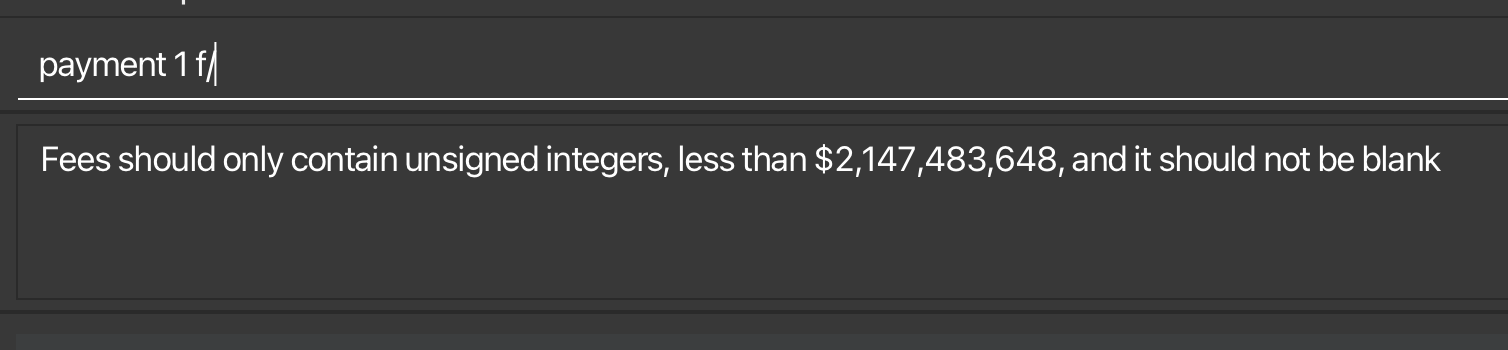 payment 1 f/
Fees should only contain unsigned integers, less than $2,147,483,648, and it should not be blank